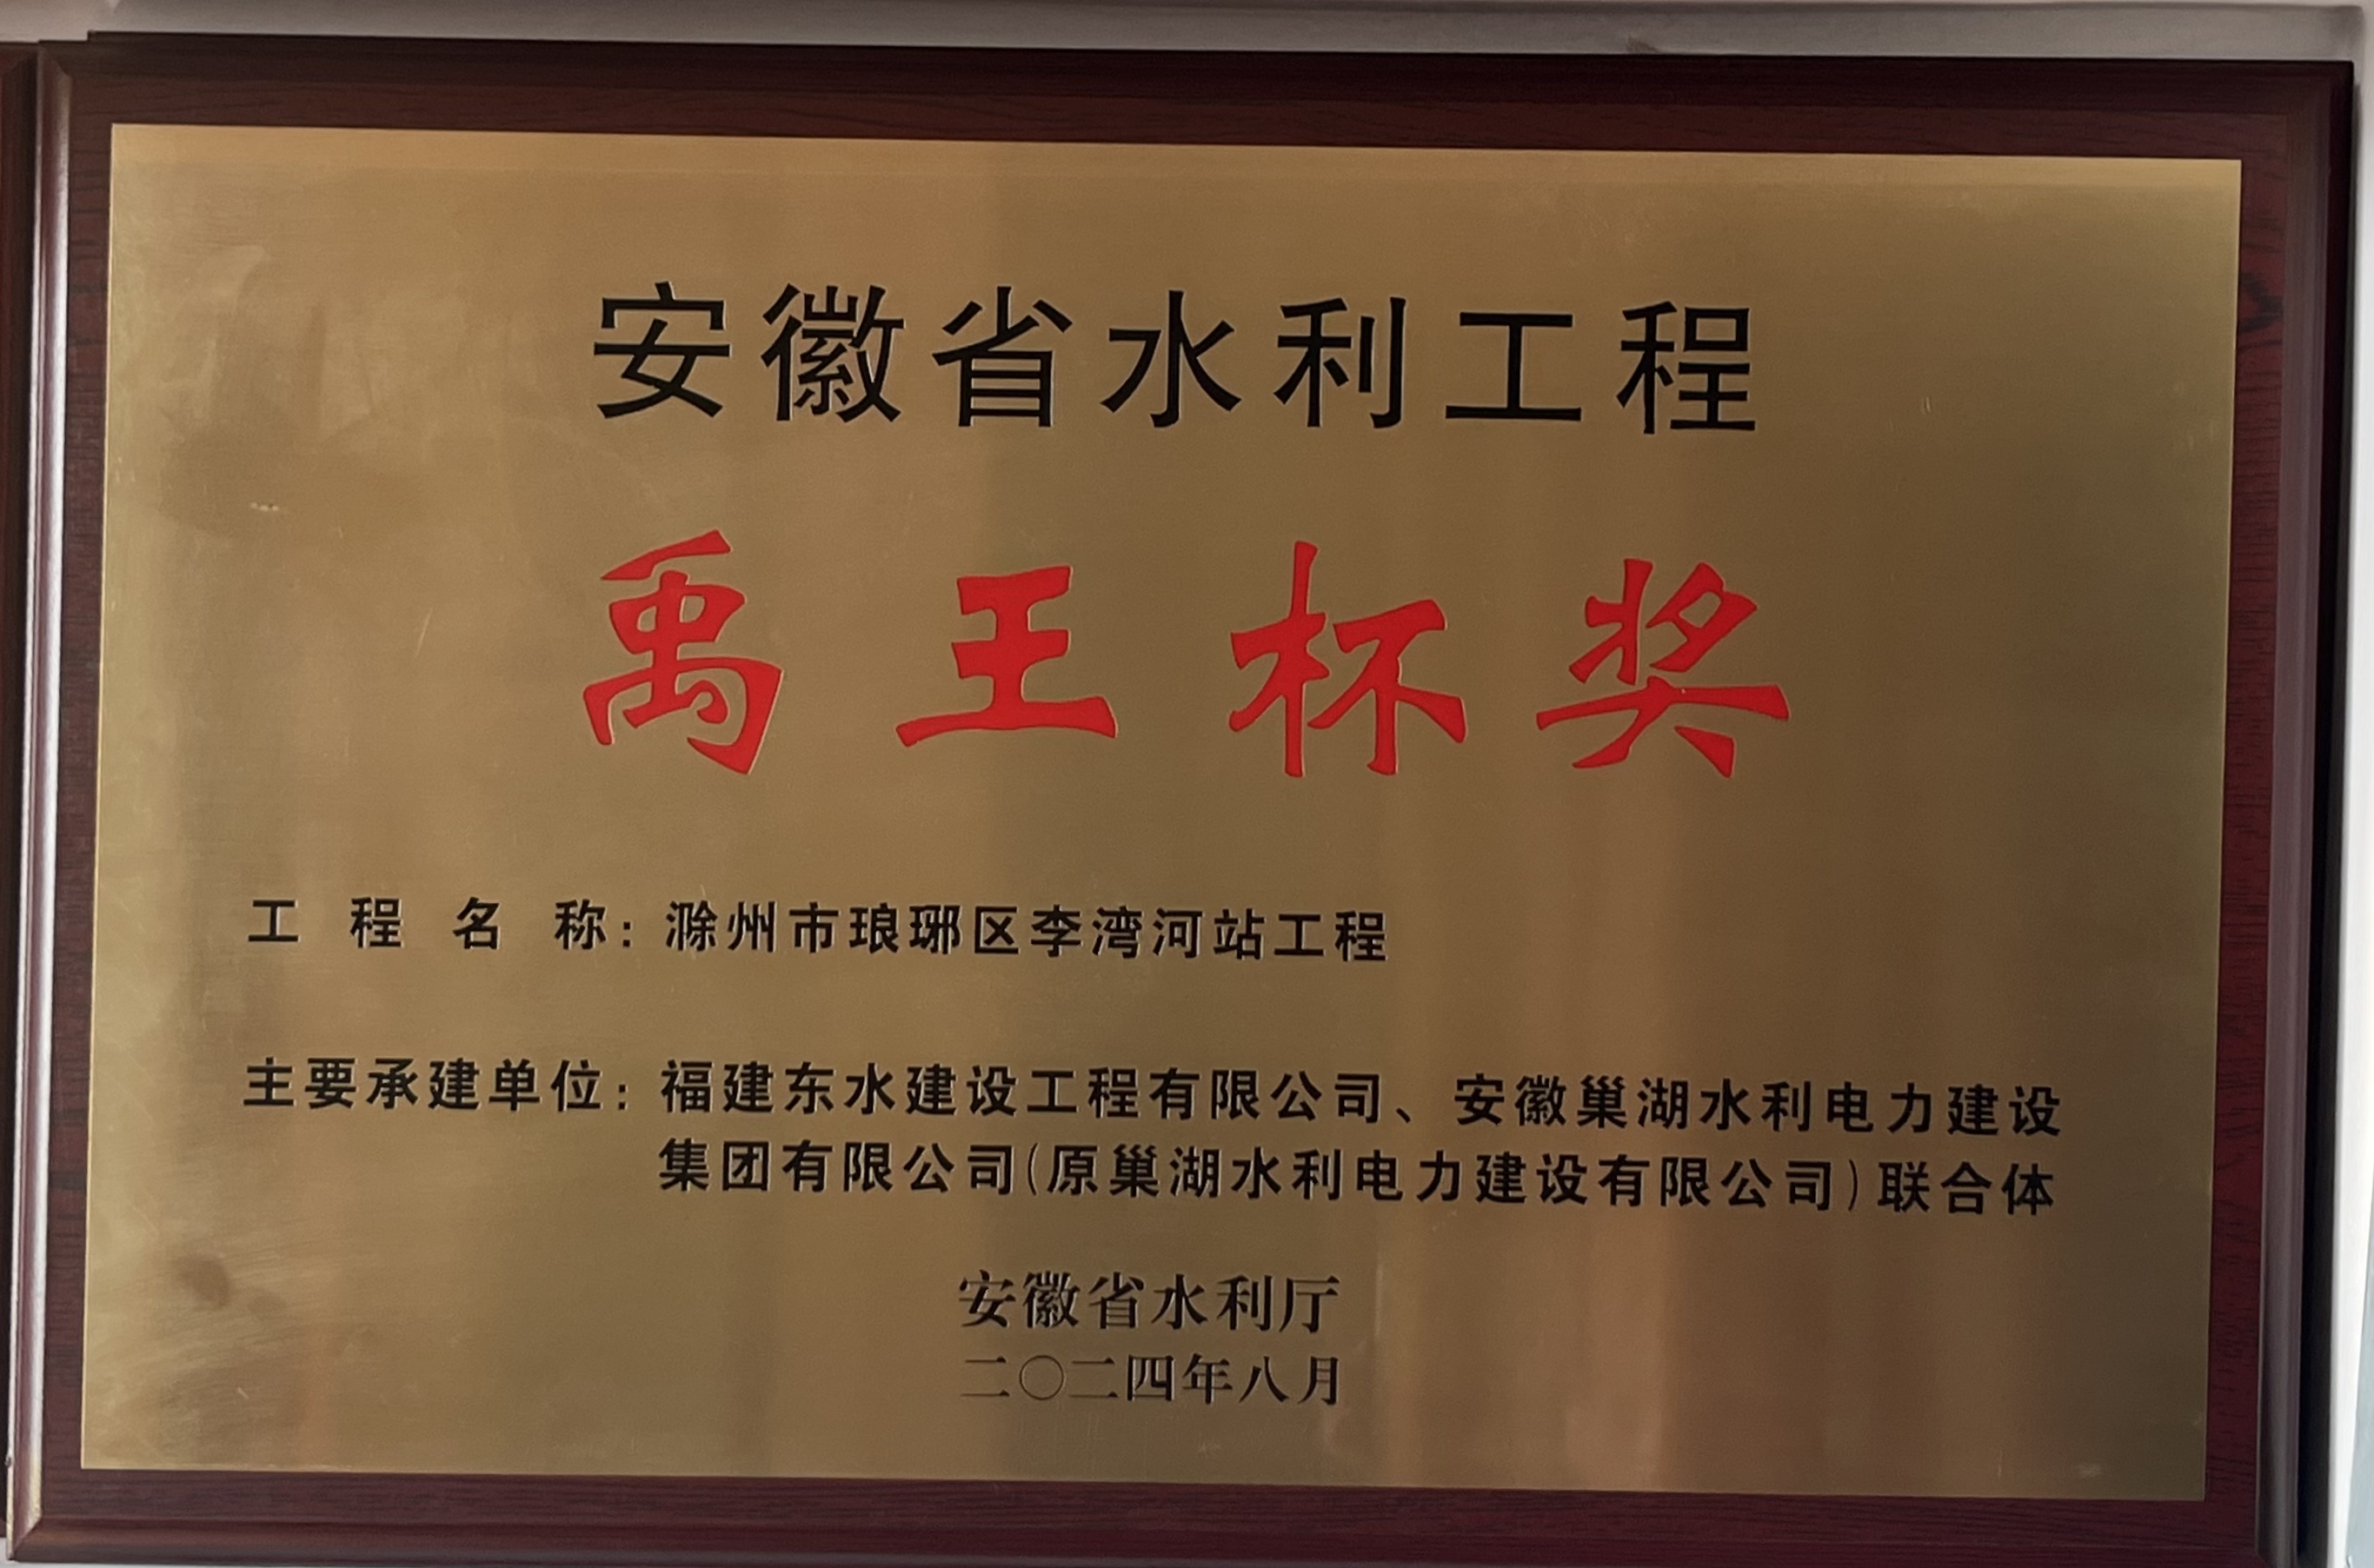 安徽省水利工程
禹王杯奖
工程名称：滁州市琅琊区李湾河站工程
主要承建单位：福建东水建设工程有限公司、安徽巢湖水利电力建设
集团有限公司（原巢湖水利电力建设有限公司）联合体
安徽省水利厅
二〇二四年八月